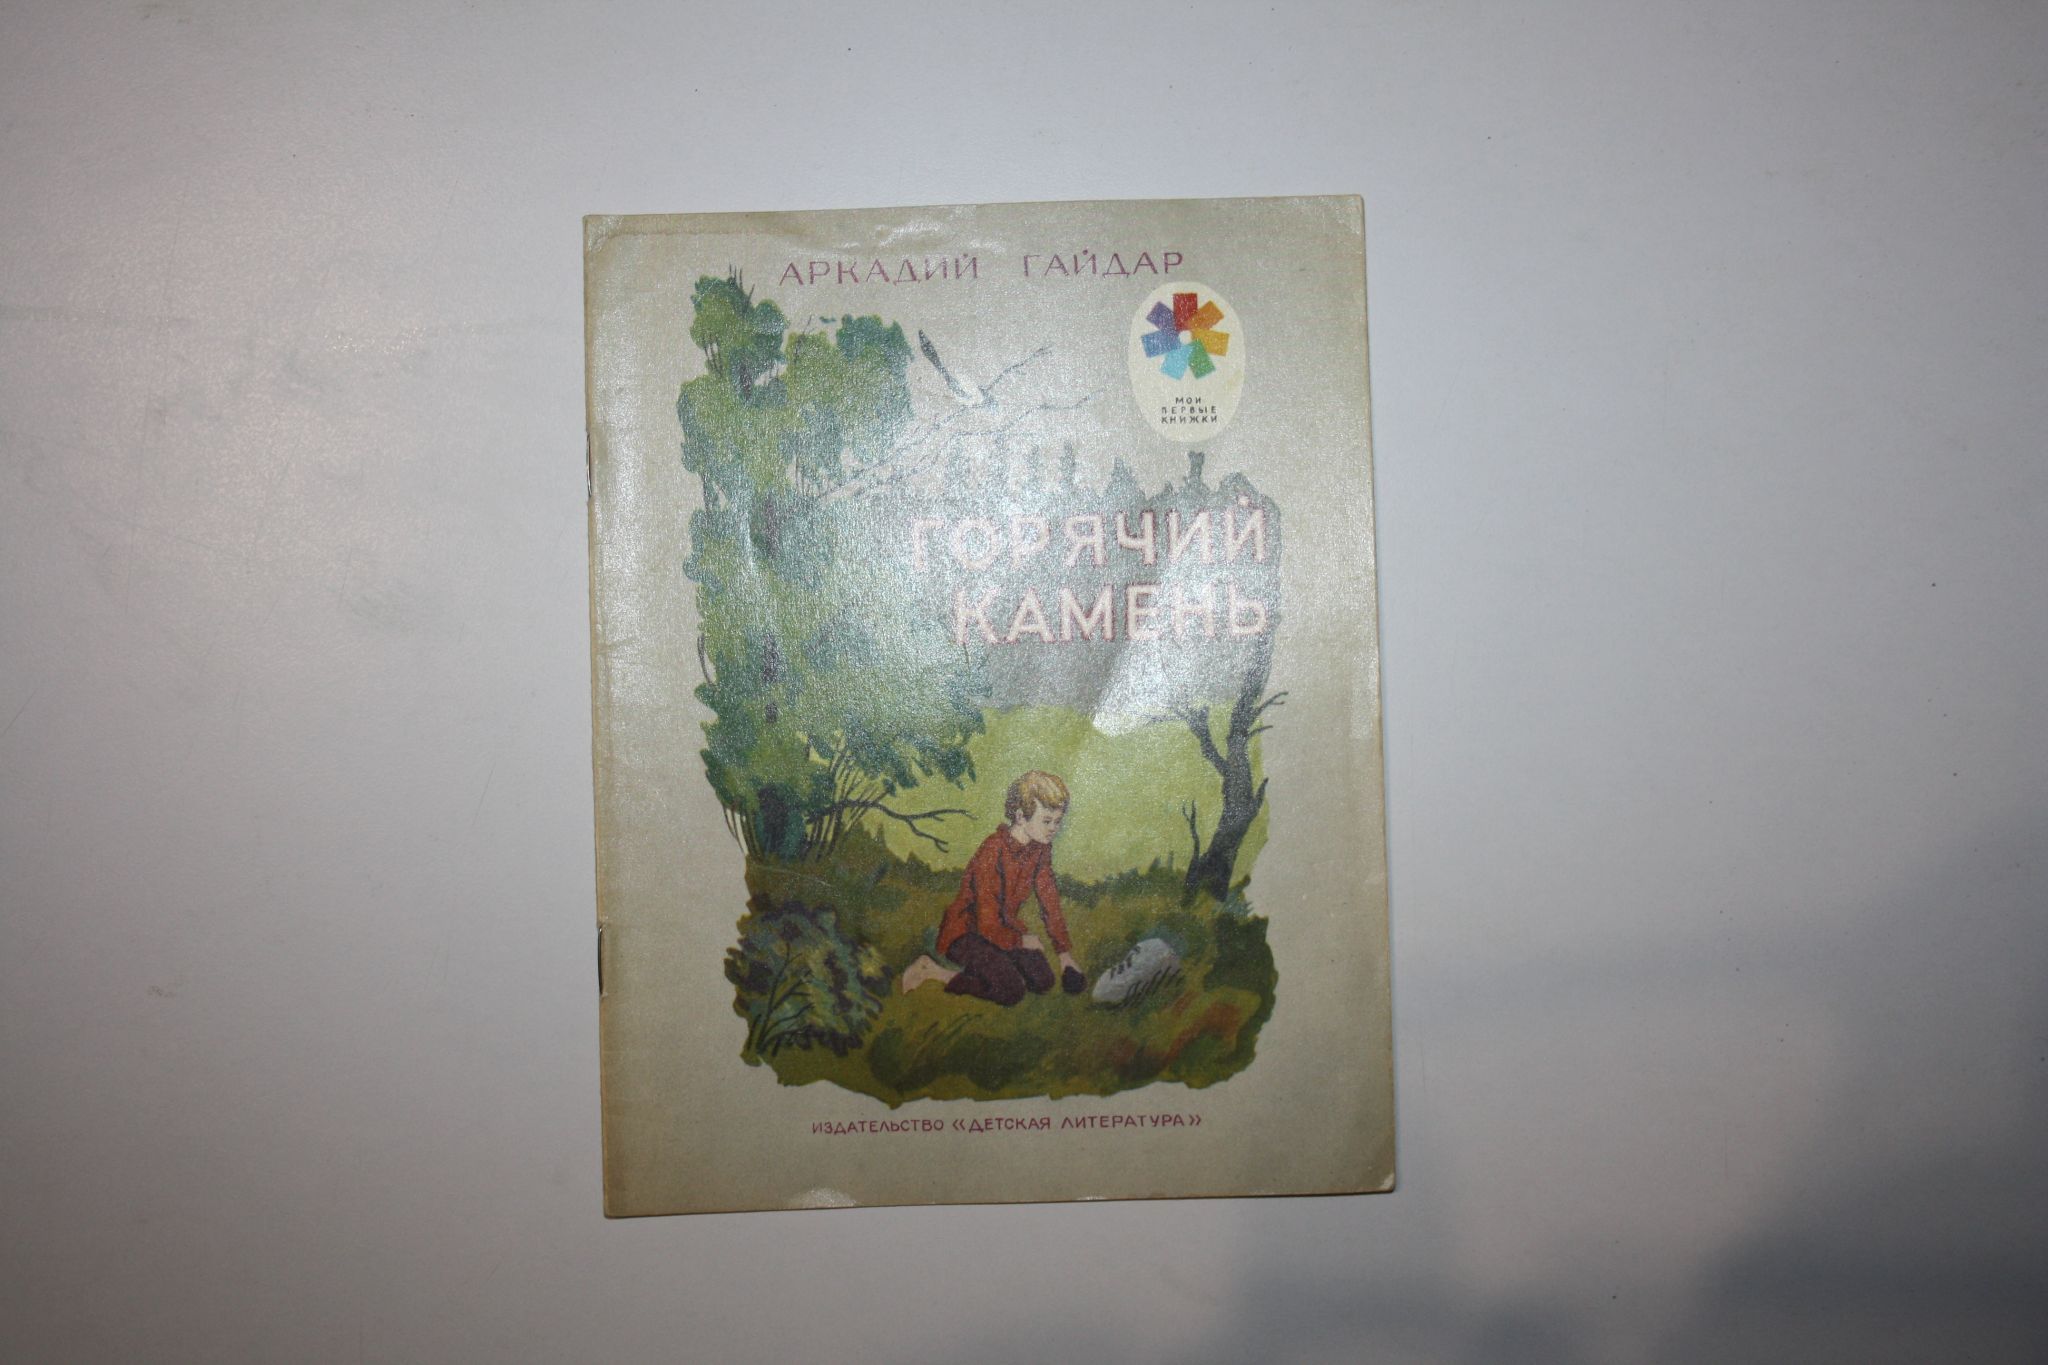 АРКАДИЙ ГАЙДАР
МОИ
ПЕРВЫЕ
КНИЖКИ
ГОРЯЧИЙ
КАМЕНЬ
ИЗДАТЕЛЬСТВО «ДЕТСКАЯ ЛИТЕРАТУРА»